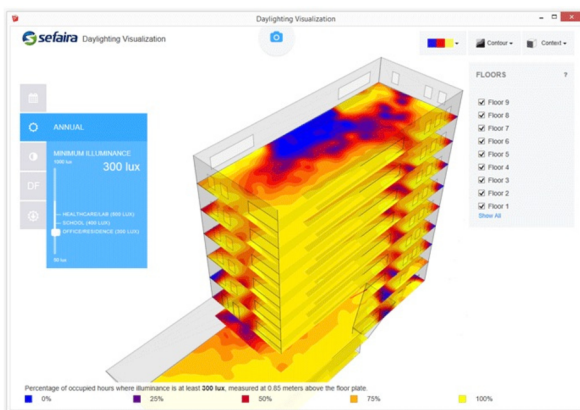 Daylighting Visualization
sefaira Daylighting Visualization
Contour
Context
FLOORS ?
ANNUAL
MINIMUM ILLUMINANCE
1000 lux
300 lux
DF
HEALTHCARE/LAB (500 LUX)
SCHOOL (400 LUX)
OFFICE/RESIDENCE (300 LUX)
50 lux
Floor 9
Floor 8
Floor 7
Floor 6
Floor 5
Floor 4
Floor 3
Floor 2
Floor 1
Show All
Percentage of occupied hours where illuminance is at least 300 lux, measured at 0.85 meters above the floor plate.
0% 25% 50% 75% 100%